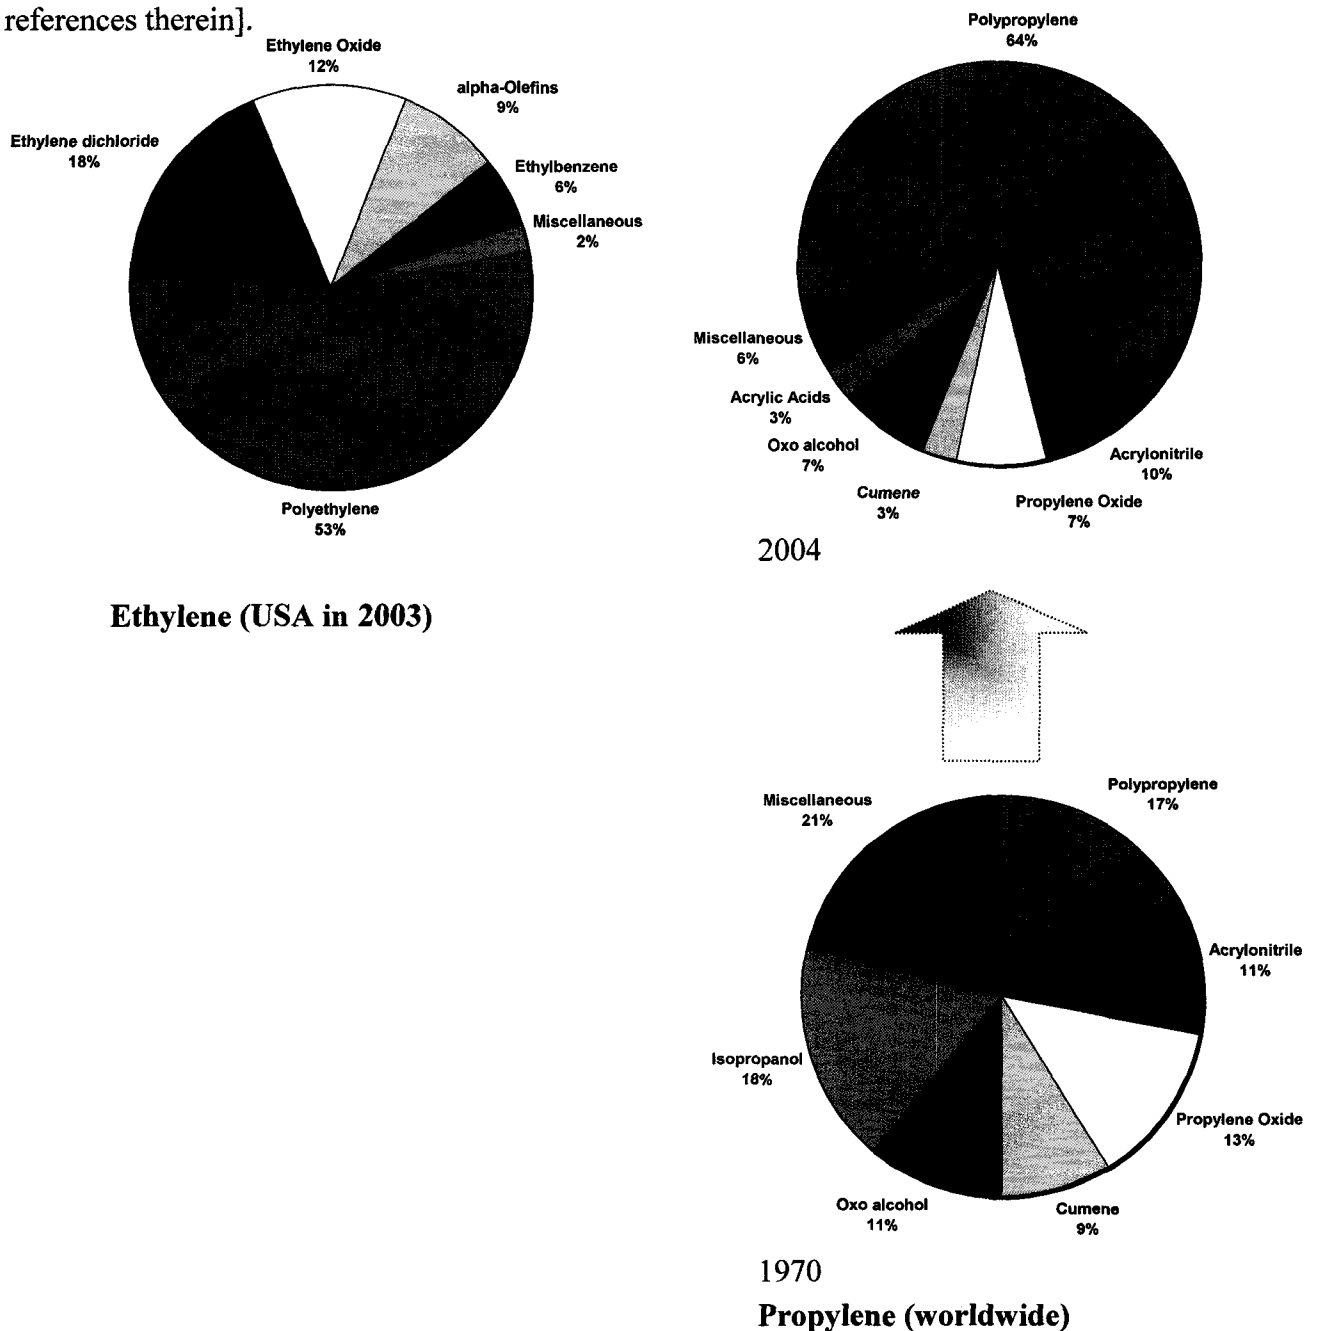 references therein].
Ethylene Oxide
12%
alpha-Olefins
9%
Ethylene dichloride
18%
Ethylbenzene
6%
Miscellaneous
2%
Polyethylene
53%
Ethylene (USA in 2003)
Polypropylene
64%
Miscellaneous
6%
Acrylic Acids
3%
Oxo alcohol
7%
Cumene
3%
Propylene Oxide
7%
Acrylonitrile
10%
2004
Miscellaneous
21%
Polypropylene
17%
Acrylonitrile
11%
Isopropanol
18%
Propylene Oxide
13%
Oxo alcohol
11%
Cumene
9%
1970
Propylene (worldwide)